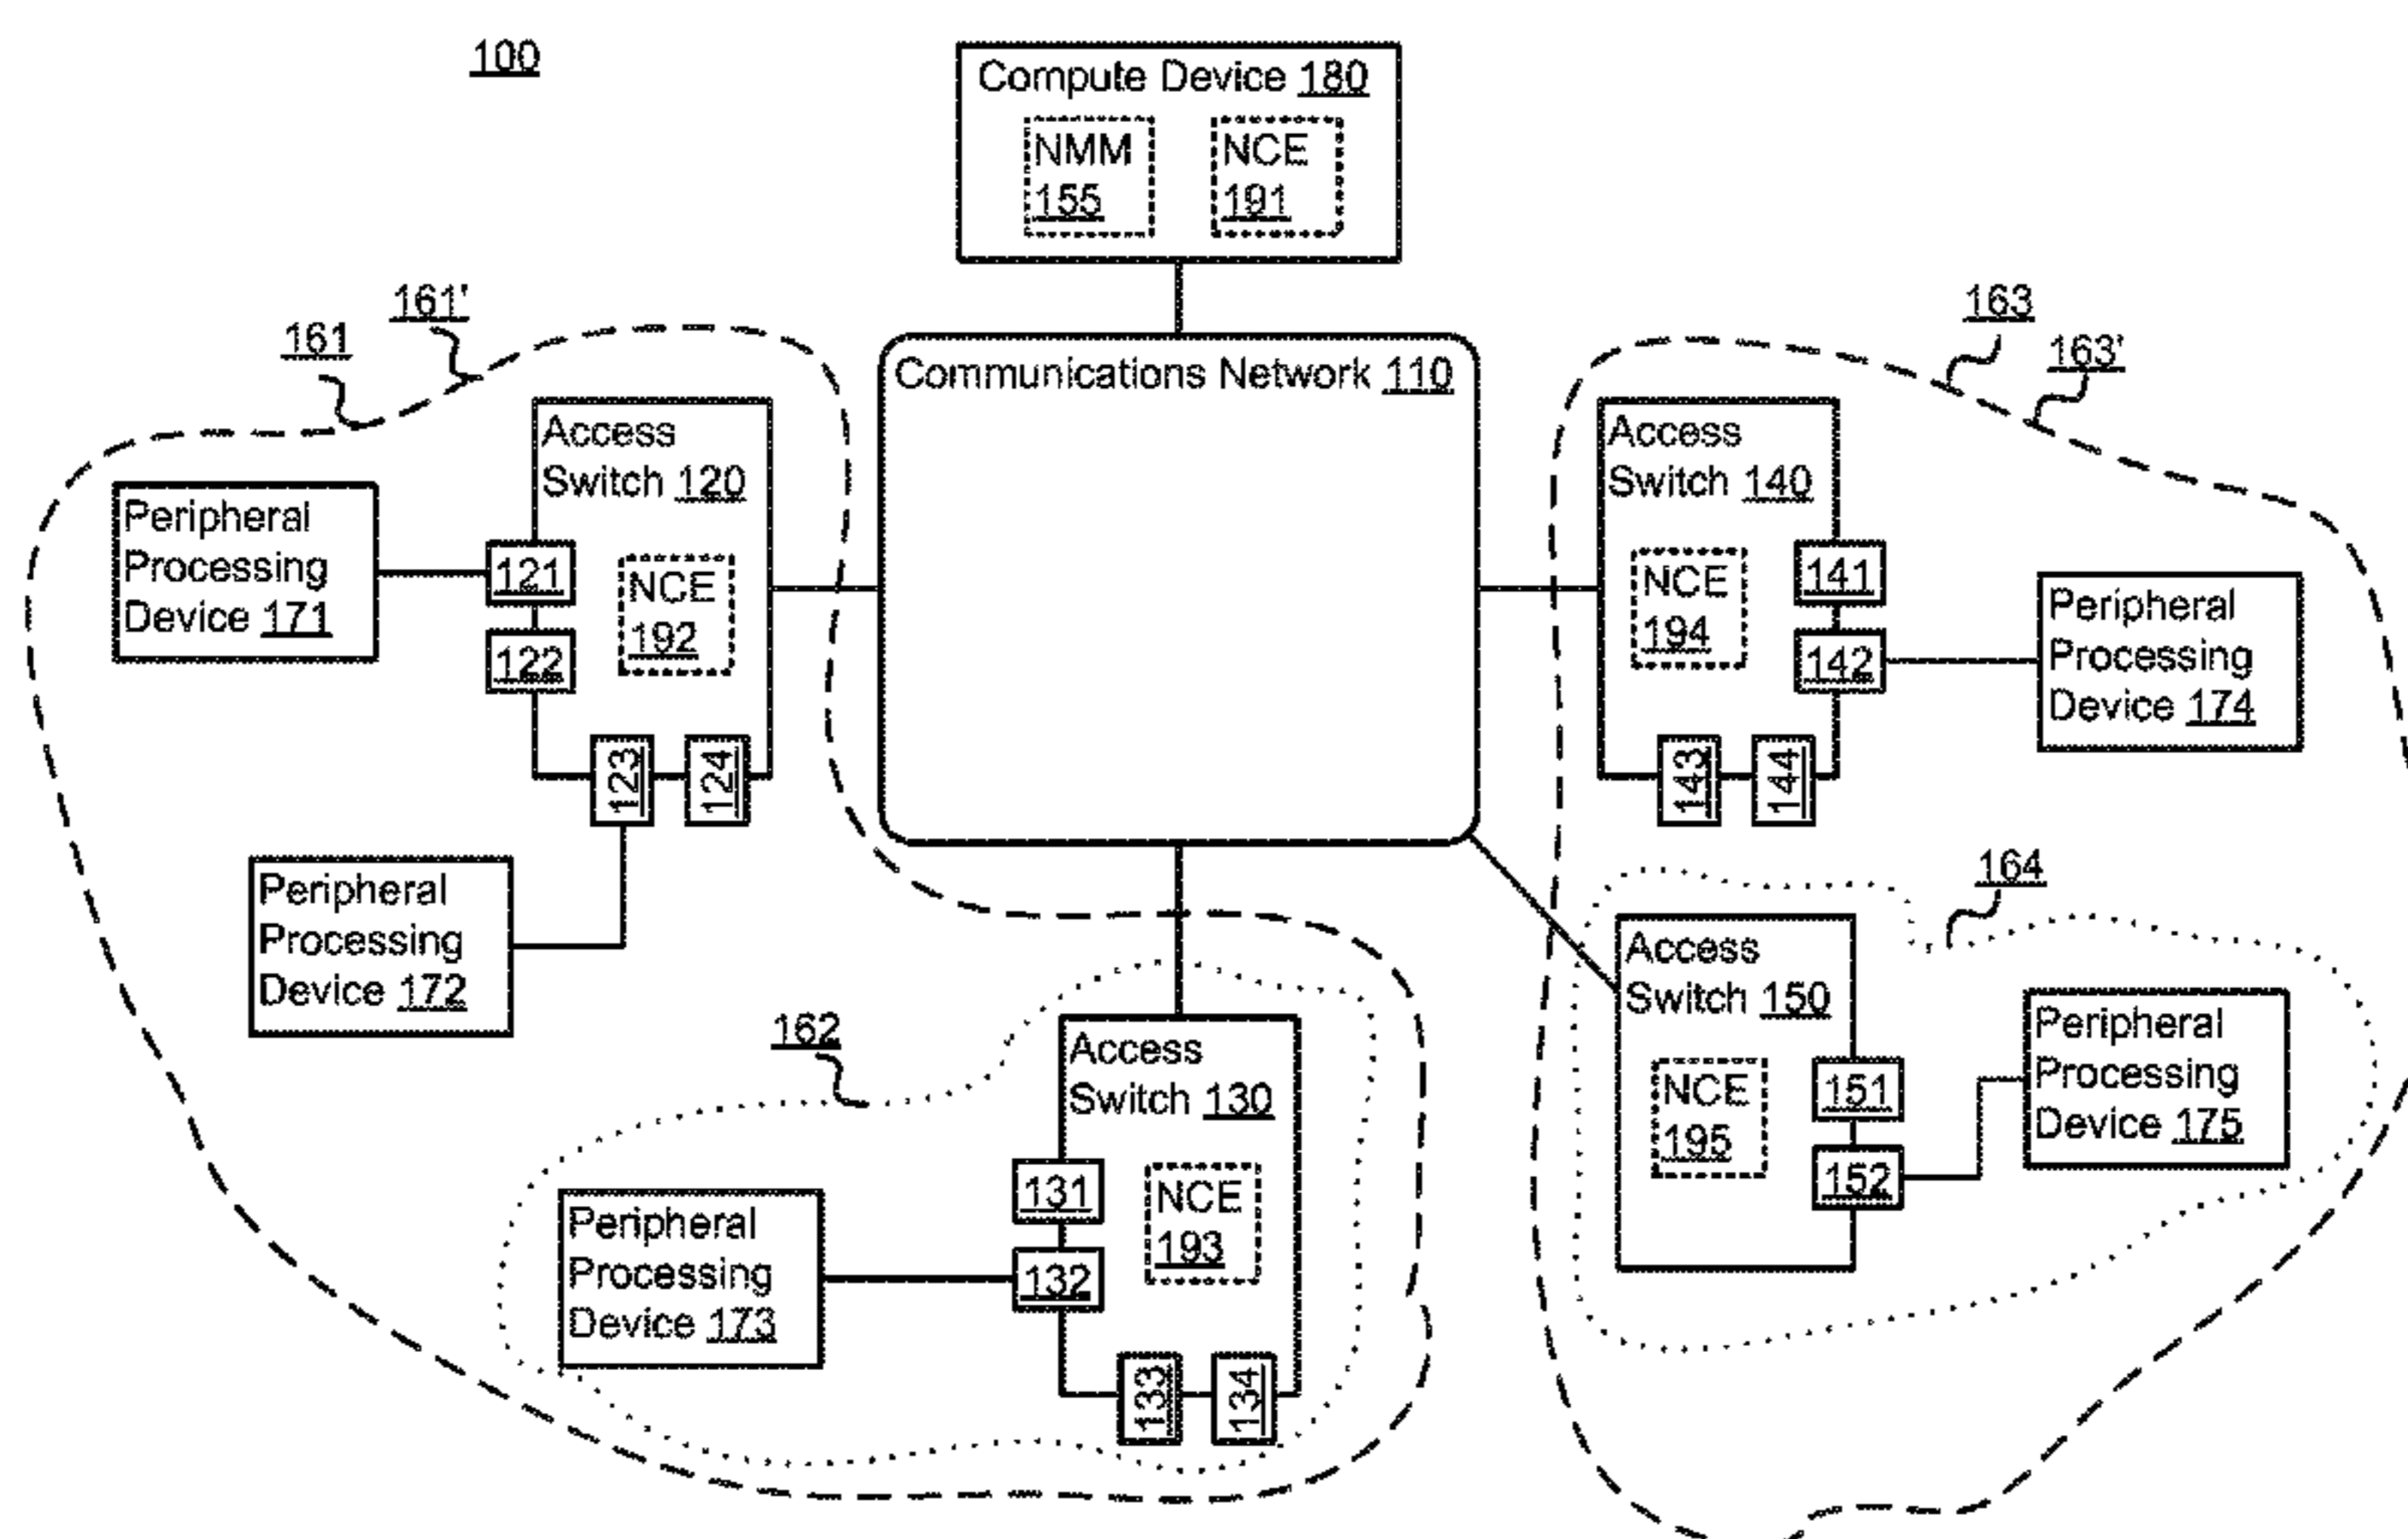 100
Compute Device 180
NMM
155
NCE
191
161'
161
163
163'
Communications Network 110
Access
Switch 120
Peripheral
Processing
Device 171
121
122
NCE
192
123
124
Peripheral
Processing
Device 172
Access
Switch 140
NCE
194
141
142
143
144
Peripheral
Processing
Device 174
164
Access
Switch 150
NCE
195
151
152
Peripheral
Processing
Device 175
162
Access
Switch 130
131
132
NCE
193
133
134
Peripheral
Processing
Device 173